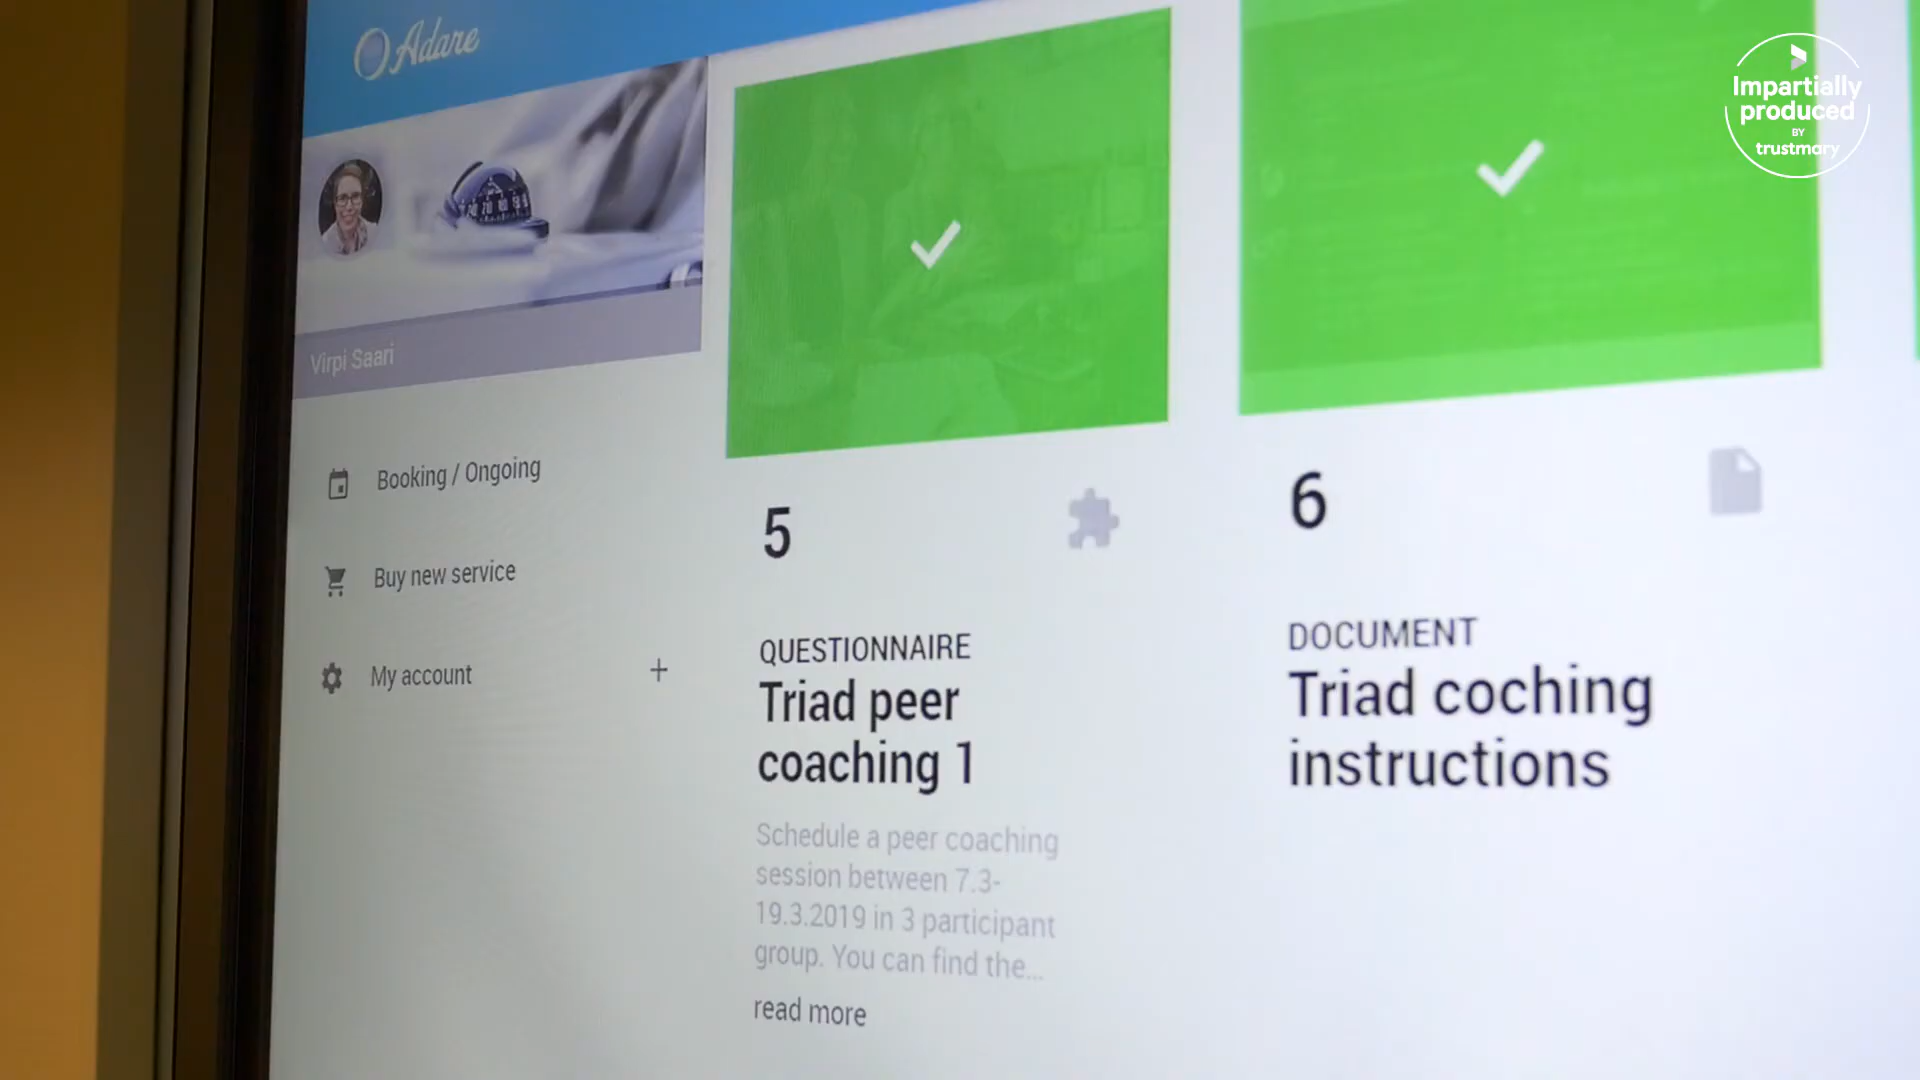 Adare
Impartially
produced
BY
trustmary
Virpi Saari
Booking / Ongoing
Buy new service
My account
5
QUESTIONNAIRE
Triad peer
coaching 1
Schedule a peer coaching
session between 7.3-
19.3.2019 in 3 participant
group. You can find the...
read more
6
DOCUMENT
Triad coching
instructions